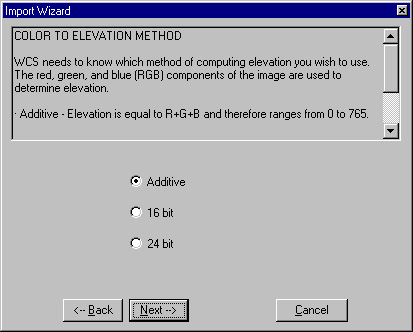 Import Wizard
COLOR TO ELEVATION METHOD
WCS needs to know which method of computing elevation you wish to use.
The red, green, and blue (RGB) components of the image are used to
determine elevation.
· Additive - Elevation is equal to R+G+B and therefore ranges from 0 to 765.
Additive
16 bit
24 bit
<-- Back Next --> Cancel